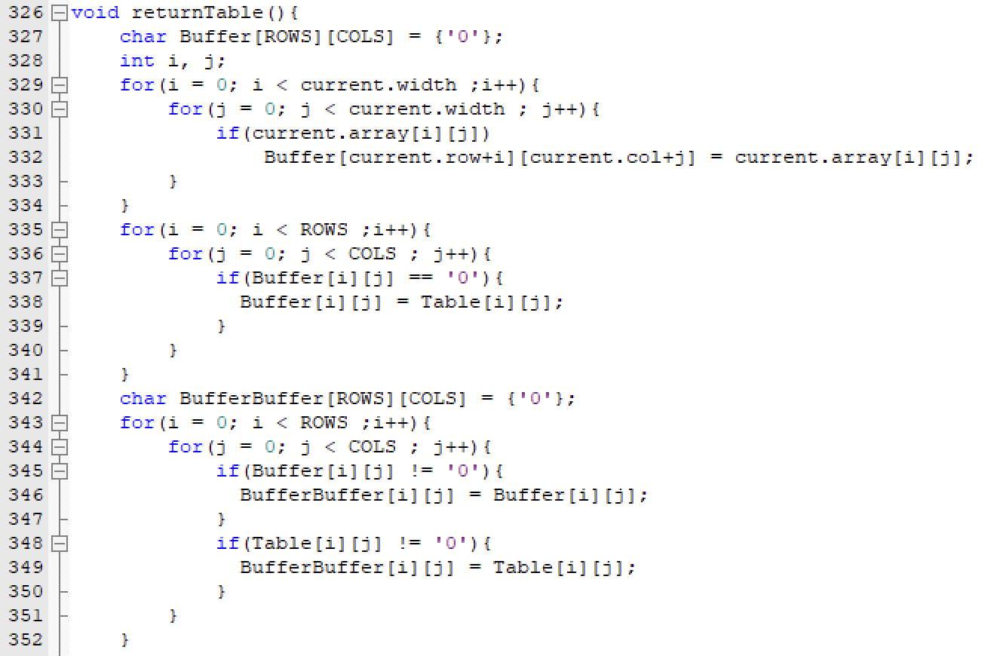 326 void returnTable(){
327 char Buffer[ROWS][COLS] = {'0'};
328 int i, j;
329 for(i = 0; i < current.width ;i++){
330 for(j = 0; j < current.width ; j++){
331 if(current.array[i][j])
332 Buffer[current.row+i][current.col+j] = current.array[i][j];
333 }
334 }
335 for(i = 0; i < ROWS ;i++){
336 for(j = 0; j < COLS ; j++){
337 if(Buffer[i][j] == '0'){
338 Buffer[i][j] = Table[i][j];
339 }
340 }
341 }
342 char BufferBuffer[ROWS][COLS] = {'0'};
343 for(i = 0; i < ROWS ;i++){
344 for(j = 0; j < COLS ; j++){
345 if(Buffer[i][j] != '0'){
346 BufferBuffer[i][j] = Buffer[i][j];
347 }
348 if(Table[i][j] != '0'){
349 BufferBuffer[i][j] = Table[i][j];
350 }
351 }
352 }